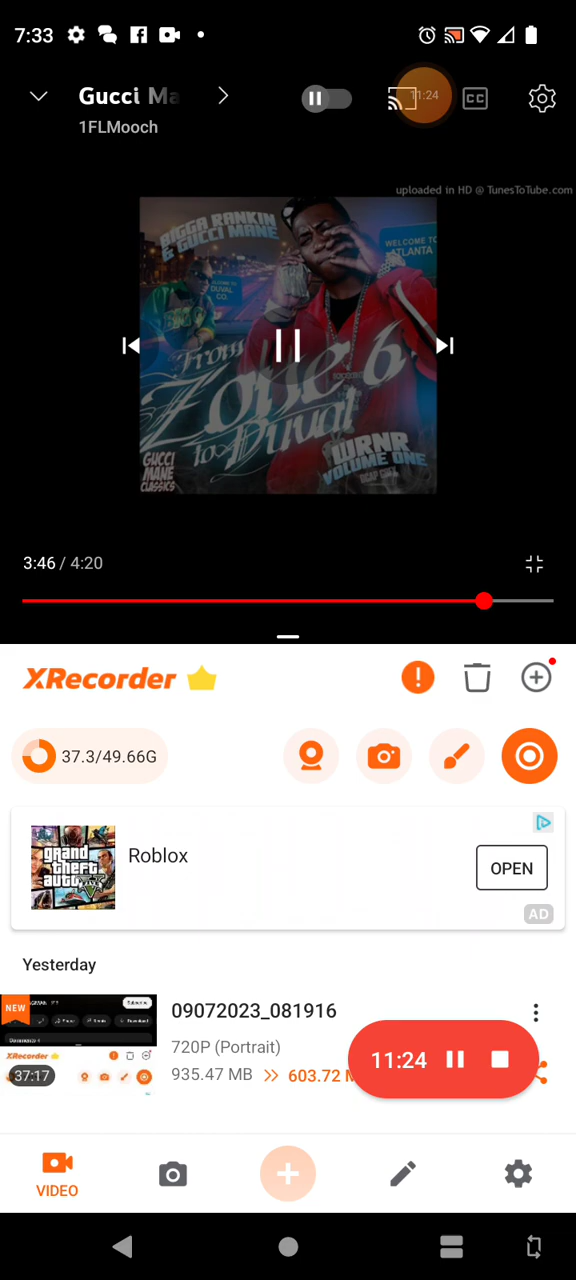 7:33
Gucci Ma
11:24
CC
1FLMooch
uploaded in HD @ TunesToTube.com
BIGGA RANKIN
& GUCCI MANE
WELCOME TO
ATLANTA
DUVAL
CO.
From
Zone 6
to Duval
GUCCI
MANE
CLASSICS
WRNR
VOLUME ONE
3:46 / 4:20
XRecorder
37.3/49.66G
grand
theft
auto
Roblox
OPEN
AD
Yesterday
NEW
09072023_081916
720P (Portrait)
935.47 MB >> 603.72 M
37:17
11:24
VIDEO